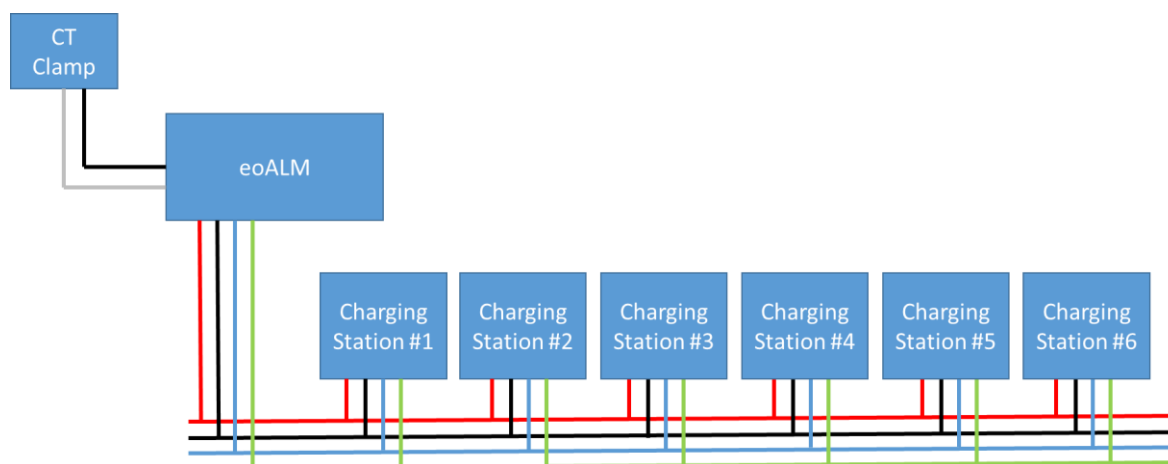 CT
Clamp
eoALM
Charging
Station #1
Charging
Station #2
Charging
Station #3
Charging
Station #4
Charging
Station #5
Charging
Station #6